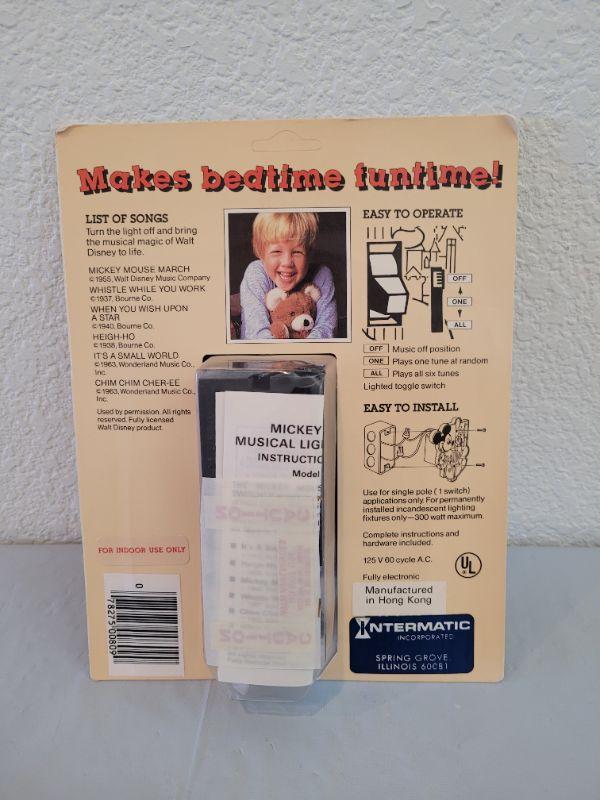 Makes bedtime funtime!
LIST OF SONGS
Turn the light off and bring
the musical magic of Walt
Disney to life.
MICKEY MOUSE MARCH
©1955, Walt Disney Music Company
WHISTLE WHILE YOU WORK
©1937, Bourne Co.
WHEN YOU WISH UPON
A STAR
©1940, Bourne Co.
HEIGH-HO
©1938, Bourne Co.
IT'S A SMALL WORLD
©1963, Wonderland Music Co.,
Inc.
CHIM CHIM CHER-EE
©1963, Wonderland Music Co.,
Inc.
Used by permission. All rights
reserved. Fully licensed
Walt Disney product.
FOR INDOOR USE ONLY
0
78275 00809
MICKEY
MUSICAL LIG
INSTRUCTIO
Model
CAUTION
CAUTION
EASY TO OPERATE
OFF
ONE
ALL
OFF Music off position
ONE Plays one tune at random
ALL Plays all six tunes
Lighted toggle switch
EASY TO INSTALL
Use for single pole (1 switch)
applications only. For permanently
installed incandescent lighting
fixtures only—300 watt maximum.
Complete instructions and
hardware included.
125 V 60 cycle A.C.
UL
Fully electronic
Manufactured
in Hong Kong
INTERMATIC
INCORPORATED
SPRING GROVE,
ILLINOIS 60081